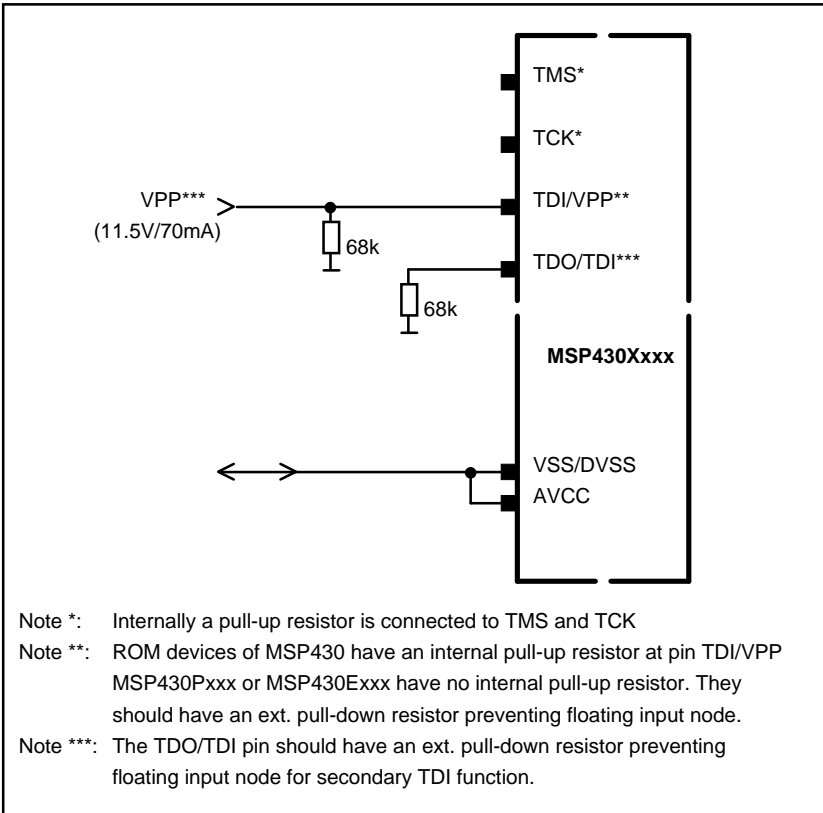 TMS*
TCK*
VPP***
(11.5V/70mA)
TDI/VPP**
68k
TDO/TDI***
68k
MSP430Xxxx
VSS/DVSS
AVCC
Note *: Internally a pull-up resistor is connected to TMS and TCK
Note **: ROM devices of MSP430 have an internal pull-up resistor at pin TDI/VPP
MSP430Pxxx or MSP430Exxx have no internal pull-up resistor. They
should have an ext. pull-down resistor preventing floating input node.
Note ***: The TDO/TDI pin should have an ext. pull-down resistor preventing
floating input node for secondary TDI function.